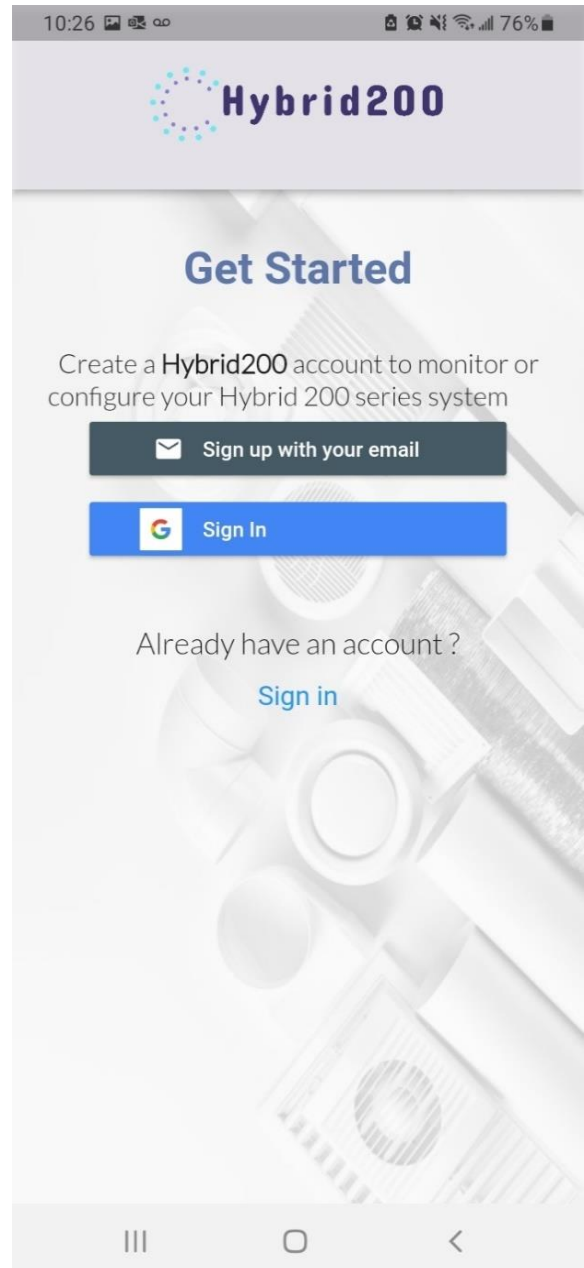 10:26 76%
Hybrid200
Get Started
Create a Hybrid200 account to monitor or
configure your Hybrid 200 series system
Sign up with your email
G Sign In
Already have an account ?
Sign in